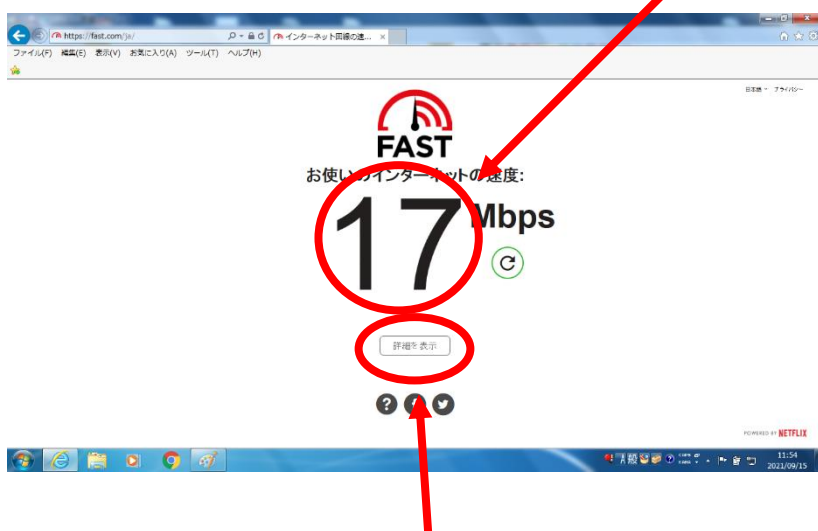 https://fast.com/ja/
インターネット回線の速... ×
ファイル(F) 編集(E) 表示(V) お気に入り(A) ツール(T) ヘルプ(H)
日本語 プライバシー
FAST
お使いのインターネットの速度:
17 Mbps
詳細を表示
?
POWERED BY NETFLIX
A 般
CAPS
KANA
11:54
2021/09/15